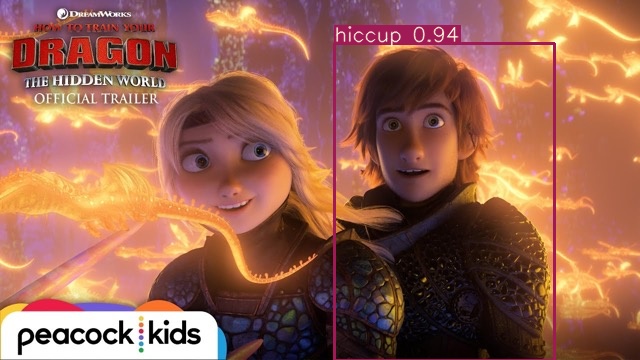 DREAMWORKS
HOW TO TRAIN YOUR
DRAGON
THE HIDDEN WORLD
OFFICIAL TRAILER
hiccup 0.94
peacock kids